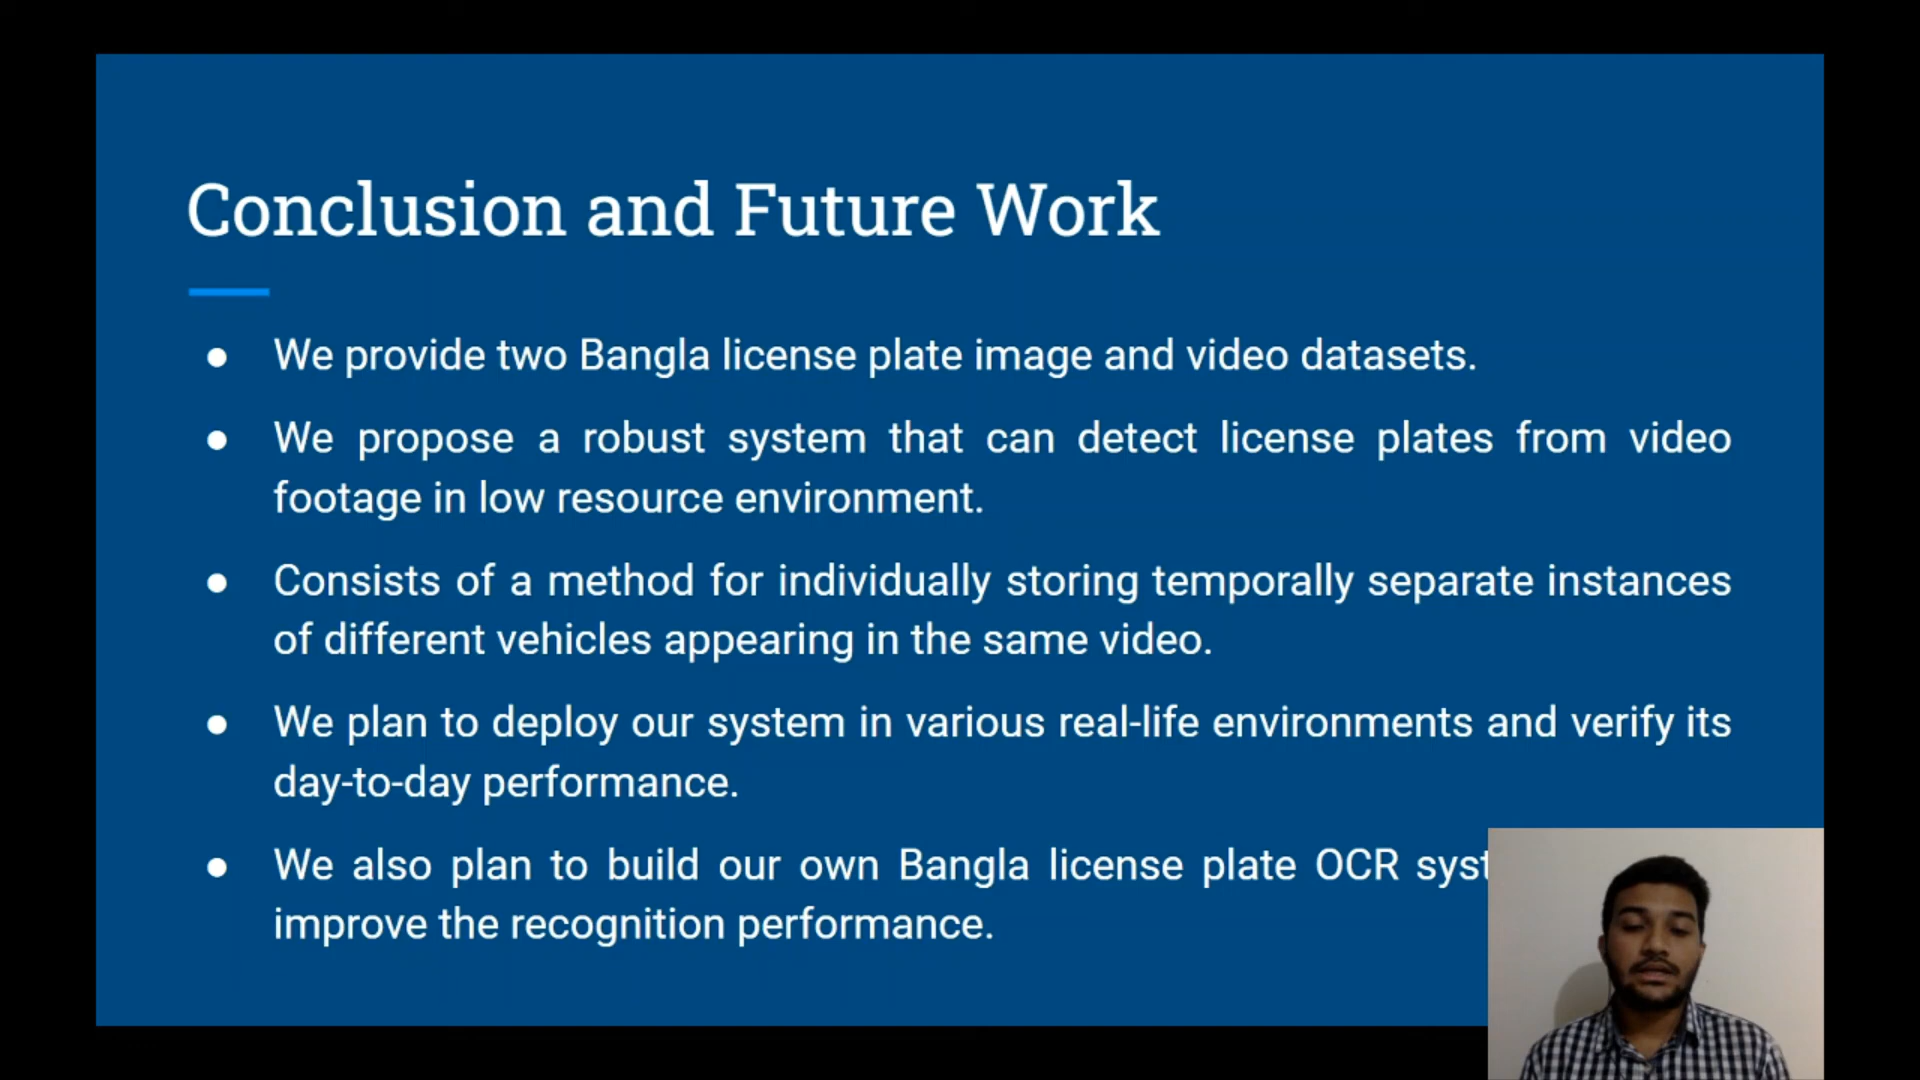 Conclusion and Future Work
● We provide two Bangla license plate image and video datasets.
● We propose a robust system that can detect license plates from video
footage in low resource environment.
● Consists of a method for individually storing temporally separate instances
of different vehicles appearing in the same video.
● We plan to deploy our system in various real-life environments and verify its
day-to-day performance.
● We also plan to build our own Bangla license plate OCR
improve the recognition performance.